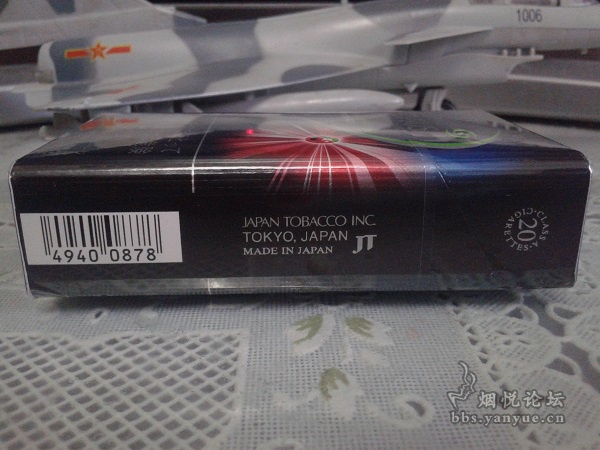 1006
JAPAN TOBACCO INC.
TOKYO, JAPAN
MADE IN JAPAN
JT
4940 0878
20
CLASS A·CIGARETTES·
烟悦论坛
bbs.yanyue.cn